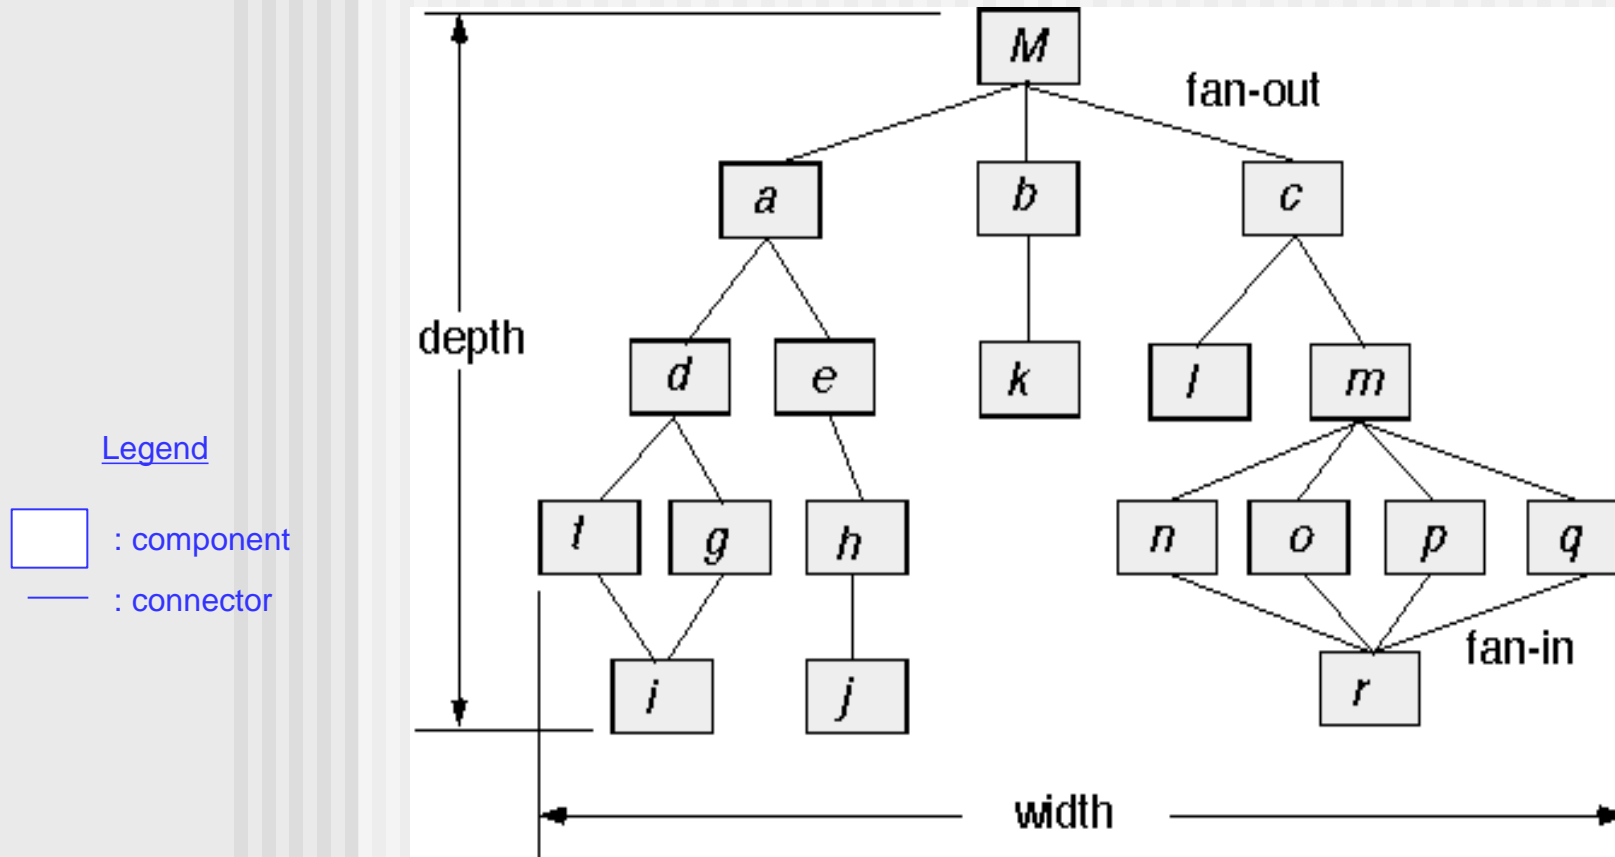 M
fan-out
a b c
depth
d e k l m
Legend
t g h n o p q
: component
: connector
fan-in
i j r
width